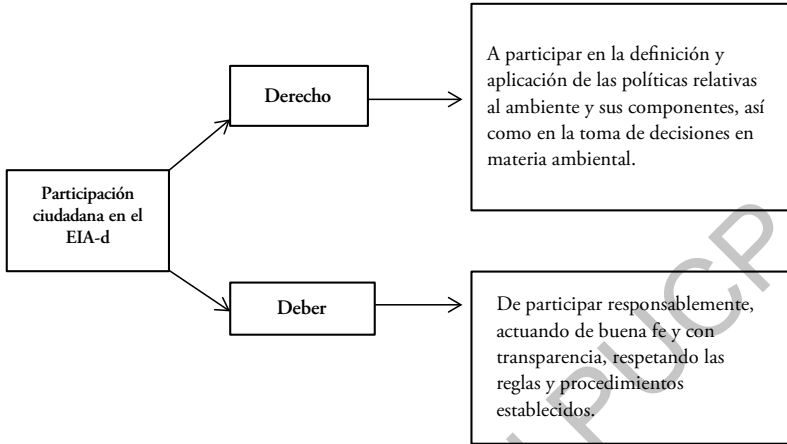 Participación
ciudadana en el
EIA-d
Derecho
A participar en la definición y
aplicación de las políticas relativas
al ambiente y sus componentes, así
como en la toma de decisiones en
materia ambiental.
Deber
De participar responsablemente,
actuando de buena fe y con
transparencia, respetando las
reglas y procedimientos
establecidos.
PUCP